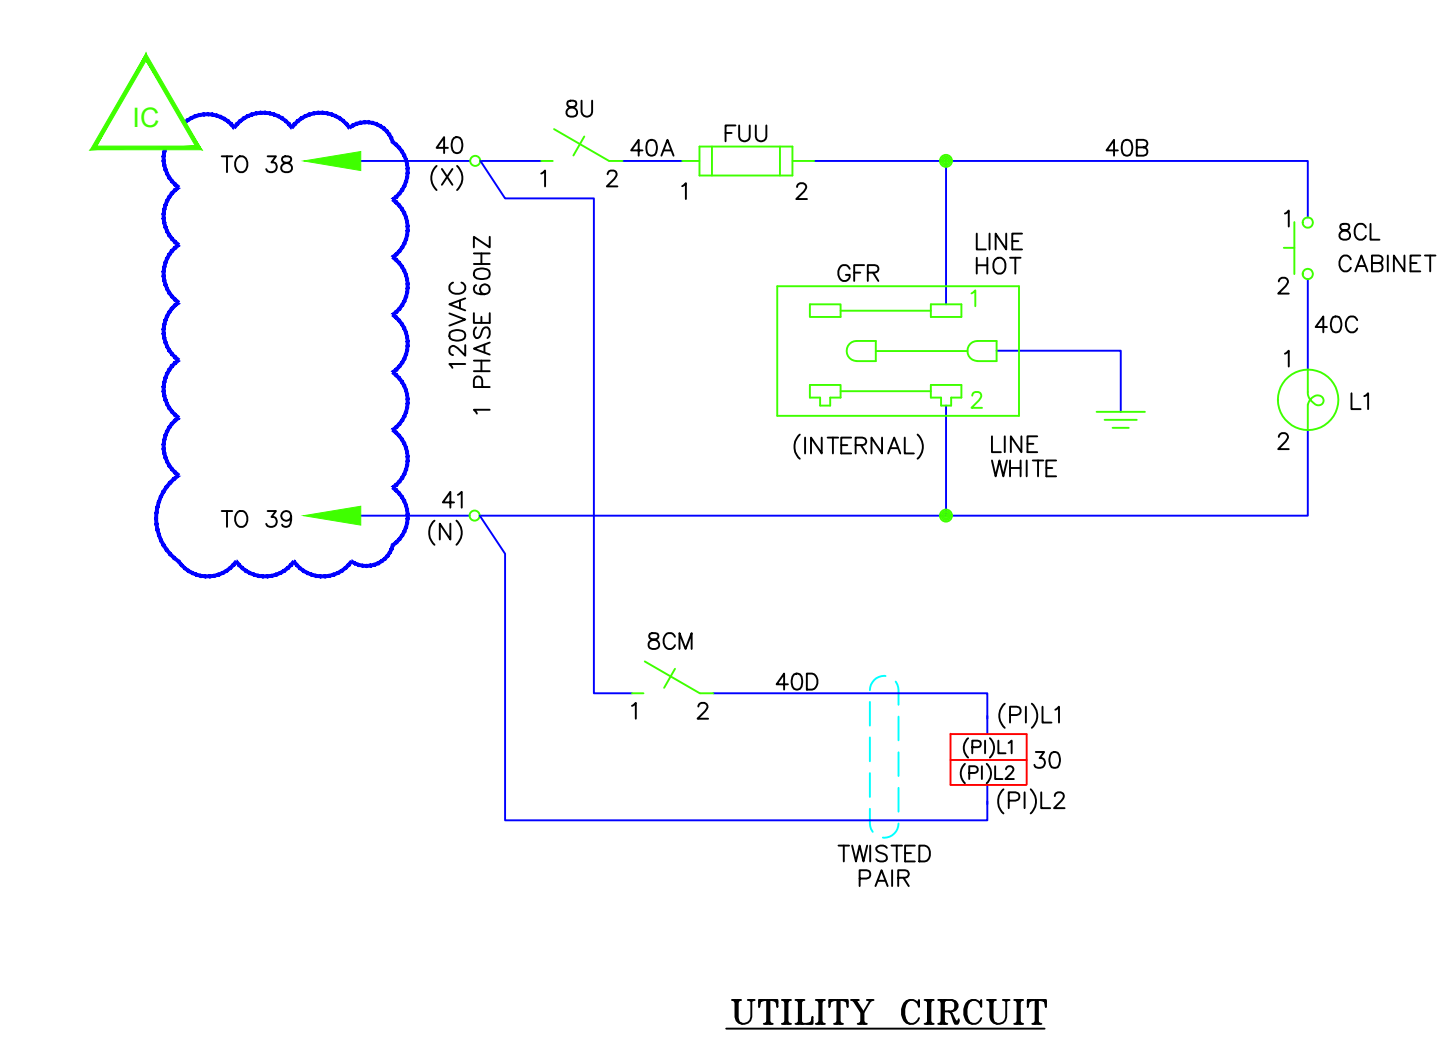 IC
TO 38
40
(X)
8U
1
2
40A
FUU
1
2
40B
120VAC
1 PHASE 60HZ
LINE
HOT
GFR
1
2
(INTERNAL)
LINE
WHITE
1
2
8CL
CABINET
40C
1
2
L1
TO 39
41
(N)
8CM
1
2
40D
(PI)L1
(PI)L1
(PI)L2
30
(PI)L2
TWISTED
PAIR
UTILITY CIRCUIT